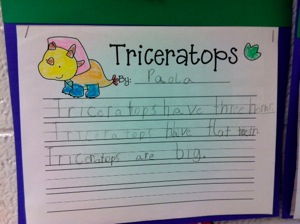 Triceratops
By: Paola
Triceratops have three horns.
Triceratops have flat teeth.
Triceratops are big.